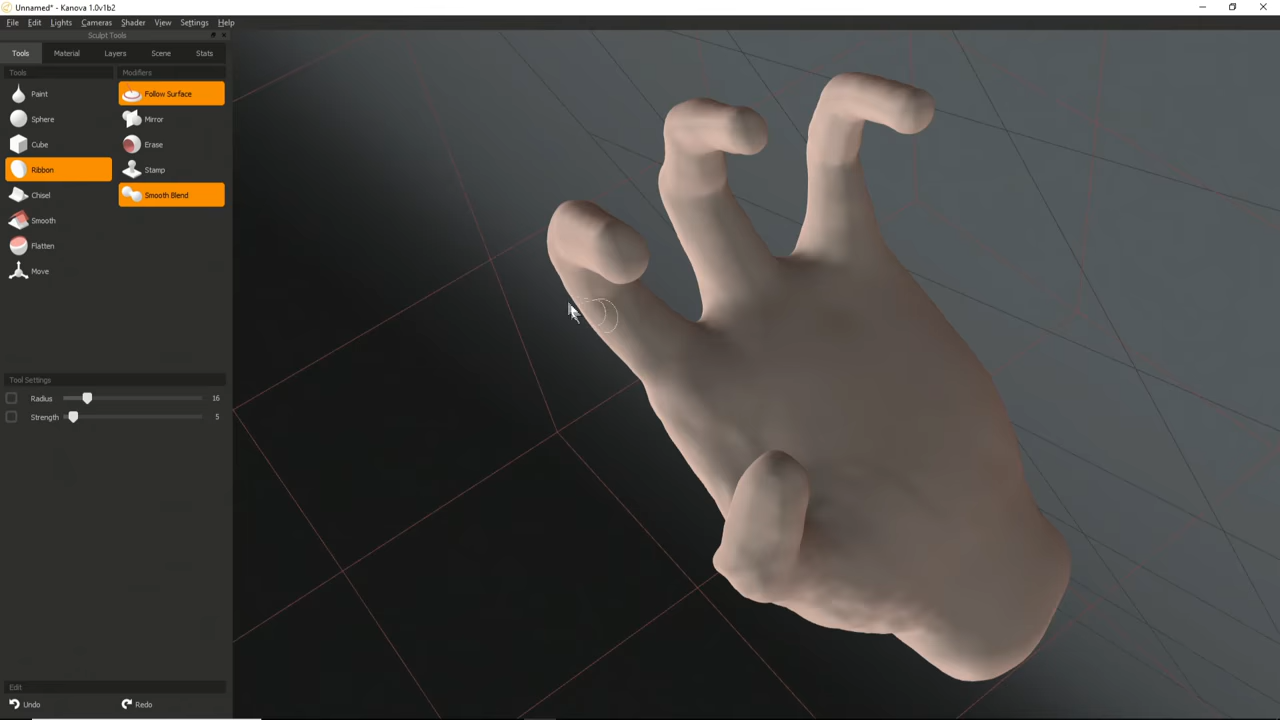 Unnamed* - Kanova 1.0v1b2
File Edit Lights Cameras Shader View Settings Help
Sculpt Tools
Tools Material Layers Scene Stats
Tools Modifiers
Paint Follow Surface
Sphere Mirror
Cube Erase
Ribbon Stamp
Chisel Smooth Blend
Smooth
Flatten
Move
Tool Settings
Radius 16
Strength 5
Edit
Undo Redo